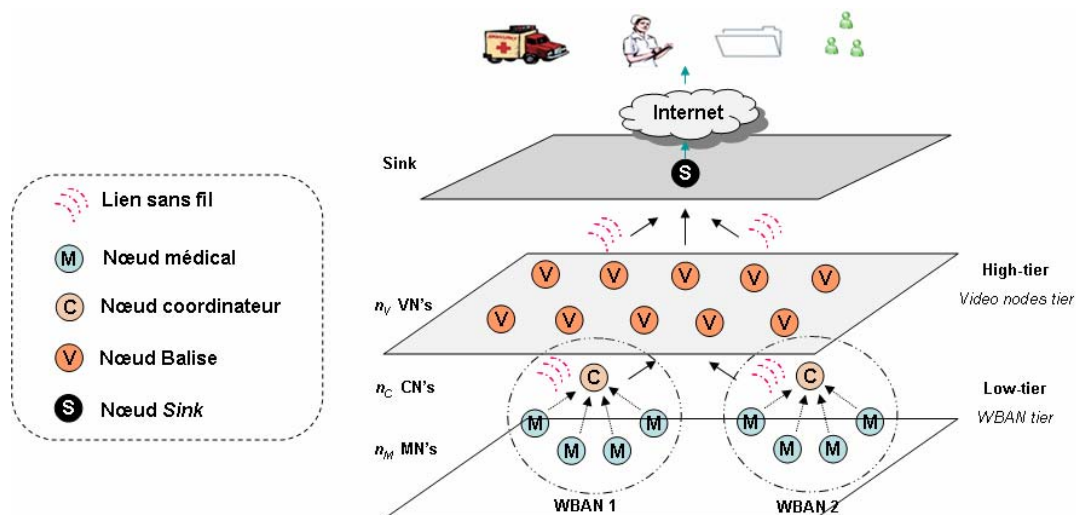 Internet
Sink
S
Lien sans fil
M Nœud médical
C Nœud coordinateur
V Nœud Balise
S Nœud Sink
V V V V V
High-tier
Video nodes tier
n_V VN's
V V V V V
n_C CN's
C
C
Low-tier
WBAN tier
M M
M M
n_M MN's
M M
M M
WBAN 1
WBAN 2